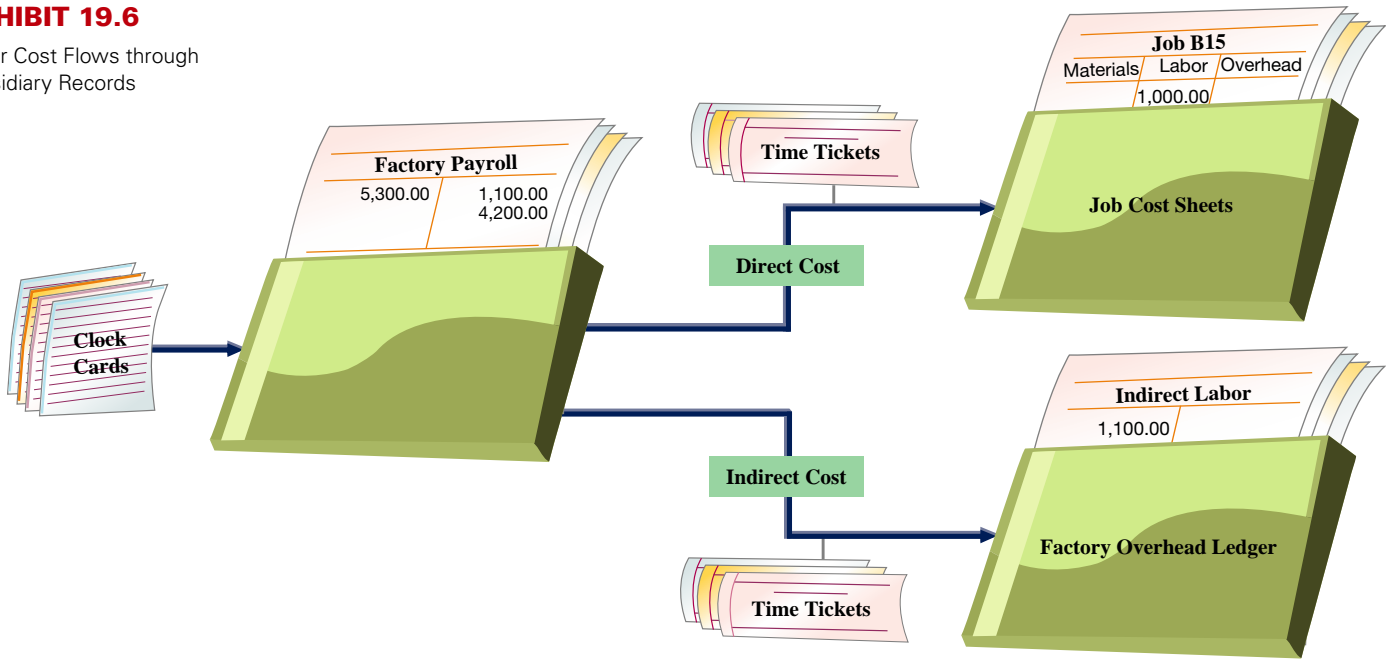 HIBIT 19.6
r Cost Flows through
sidiary Records
Clock
Cards
Factory Payroll
5,300.00 1,100.00
4,200.00
Direct Cost
Time Tickets
Job B15
Materials Labor Overhead
1,000.00
Job Cost Sheets
Indirect Cost
Time Tickets
Indirect Labor
1,100.00
Factory Overhead Ledger